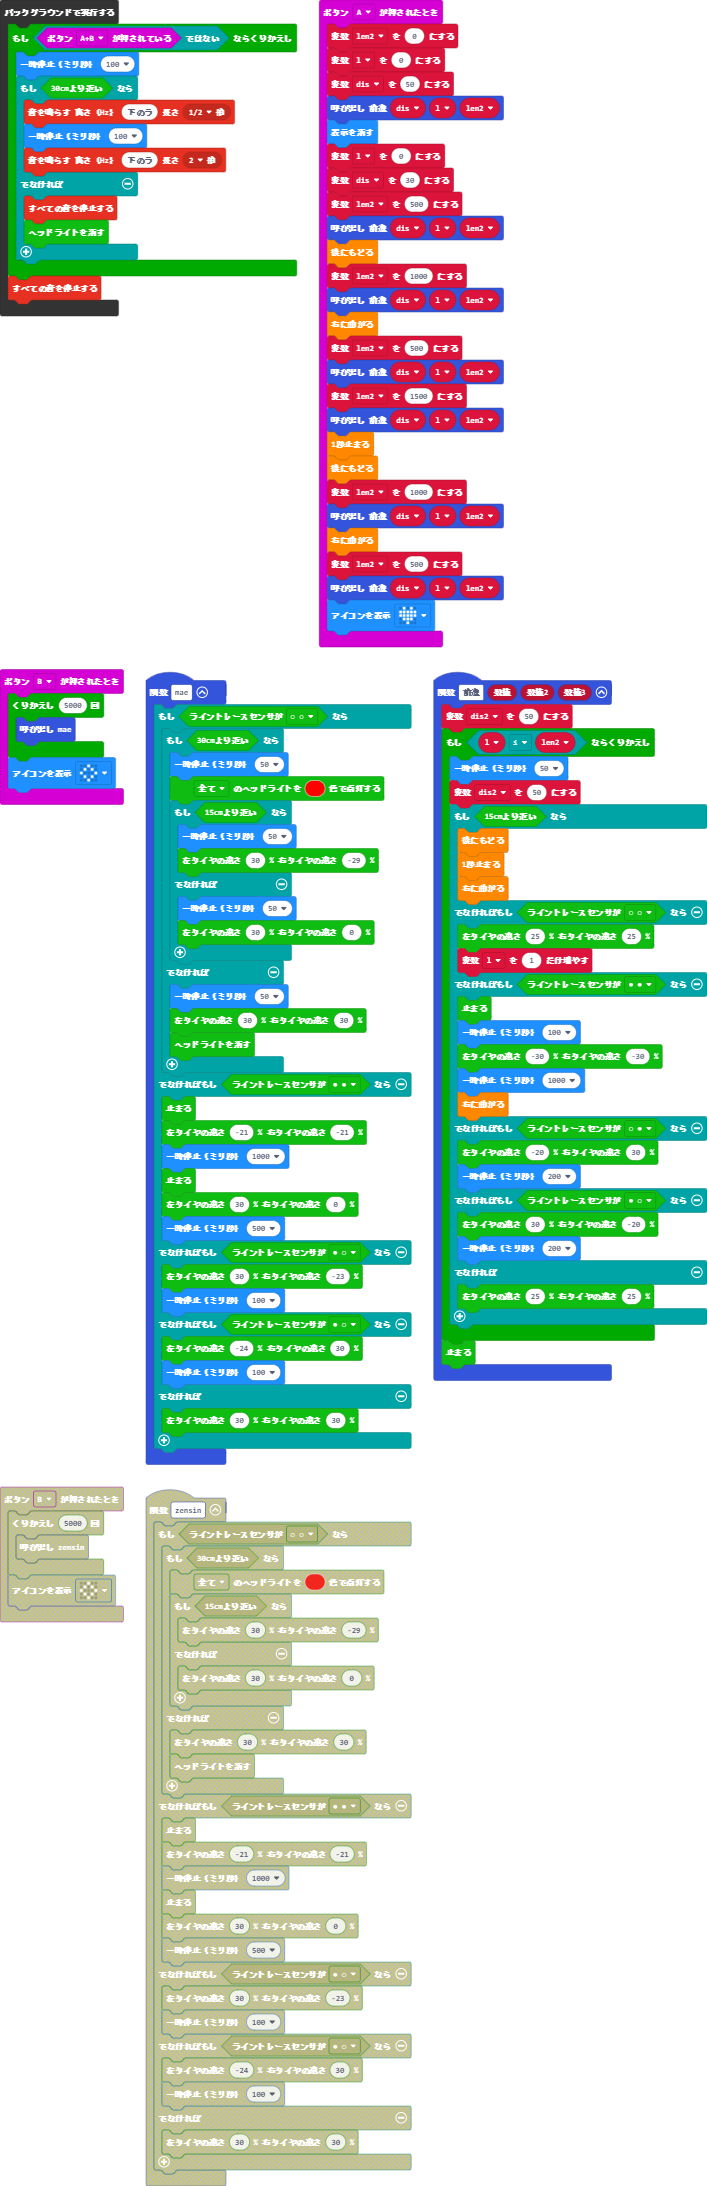 バックグラウンドで実行する
もし ボタン A+B が押されている ではない ならくりかえし
一時停止（ミリ秒） 100
もし 30cmより近い なら
音を鳴らす 高さ（Hz） 下のラ 長さ 1/2 拍
一時停止（ミリ秒） 100
音を鳴らす 高さ（Hz） 下のラ 長さ 2 拍
でなければ
すべての音を停止する
ヘッドライトを消す
すべての音を停止する
ボタン A が押されたとき
変数 len2 を 0 にする
変数 l を 0 にする
変数 dis を 50 にする
呼び出し 前進 dis l len2
表示を消す
変数 l を 0 にする
変数 dis を 30 にする
変数 len2 を 500 にする
呼び出し 前進 dis l len2
後にもどる
変数 len2 を 1000 にする
呼び出し 前進 dis l len2
右に曲がる
変数 len2 を 500 にする
呼び出し 前進 dis l len2
変数 len2 を 1500 にする
呼び出し 前進 dis l len2
1秒止まる
後にもどる
変数 len2 を 1000 にする
呼び出し 前進 dis l len2
右に曲がる
変数 len2 を 500 にする
呼び出し 前進 dis l len2
アイコンを表示
ボタン B が押されたとき
くりかえし 5000 回
呼び出し mae
アイコンを表示
関数 mae
もし ライントレースセンサが ○ ○ なら
もし 30cmより近い なら
一時停止（ミリ秒） 50
全て のヘッドライトを 色で点灯する
もし 15cmより近い なら
一時停止（ミリ秒） 50
左タイヤの速さ 30 % 右タイヤの速さ -29 %
でなければ
一時停止（ミリ秒） 50
左タイヤの速さ 30 % 右タイヤの速さ 0 %
でなければ
一時停止（ミリ秒） 50
左タイヤの速さ 30 % 右タイヤの速さ 30 %
ヘッドライトを消す
でなければもし ライントレースセンサが ● ● なら
止まる
左タイヤの速さ -21 % 右タイヤの速さ -21 %
一時停止（ミリ秒） 1000
止まる
左タイヤの速さ 30 % 右タイヤの速さ 0 %
一時停止（ミリ秒） 500
でなければもし ライントレースセンサが ● ○ なら
左タイヤの速さ 30 % 右タイヤの速さ -23 %
一時停止（ミリ秒） 100
でなければもし ライントレースセンサが ● ○ なら
左タイヤの速さ -24 % 右タイヤの速さ 30 %
一時停止（ミリ秒） 100
でなければ
左タイヤの速さ 30 % 右タイヤの速さ 30 %
関数 前進 数値 数値2 数値3
変数 dis2 を 50 にする
もし l ≤ len2 ならくりかえし
一時停止（ミリ秒） 50
変数 dis2 を 50 にする
もし 15cmより近い なら
後にもどる
1秒止まる
右に曲がる
でなければもし ライントレースセンサが ○ ○ なら
左タイヤの速さ 25 % 右タイヤの速さ 25 %
変数 l を 1 だけ増やす
でなければもし ライントレースセンサが ● ● なら
止まる
一時停止（ミリ秒） 100
左タイヤの速さ -30 % 右タイヤの速さ -30 %
一時停止（ミリ秒） 1000
右に曲がる
でなければもし ライントレースセンサが ○ ● なら
左タイヤの速さ -20 % 右タイヤの速さ 30 %
一時停止（ミリ秒） 200
でなければもし ライントレースセンサが ● ○ なら
左タイヤの速さ 30 % 右タイヤの速さ -20 %
一時停止（ミリ秒） 200
でなければ
左タイヤの速さ 25 % 右タイヤの速さ 25 %
止まる
ボタン B が押されたとき
くりかえし 5000 回
呼び出し zensin
アイコンを表示
関数 zensin
もし ライントレースセンサが ○ ○ なら
もし 30cmより近い なら
全て のヘッドライトを 色で点灯する
もし 15cmより近い なら
左タイヤの速さ 30 % 右タイヤの速さ -29 %
でなければ
左タイヤの速さ 30 % 右タイヤの速さ 0 %
でなければ
左タイヤの速さ 30 % 右タイヤの速さ 30 %
ヘッドライトを消す
でなければもし ライントレースセンサが ● ● なら
止まる
左タイヤの速さ -21 % 右タイヤの速さ -21 %
一時停止（ミリ秒） 1000
止まる
左タイヤの速さ 30 % 右タイヤの速さ 0 %
一時停止（ミリ秒） 500
でなければもし ライントレースセンサが ● ○ なら
左タイヤの速さ 30 % 右タイヤの速さ -23 %
一時停止（ミリ秒） 100
でなければもし ライントレースセンサが ● ○ なら
左タイヤの速さ -24 % 右タイヤの速さ 30 %
一時停止（ミリ秒） 100
でなければ
左タイヤの速さ 30 % 右タイヤの速さ 30 %